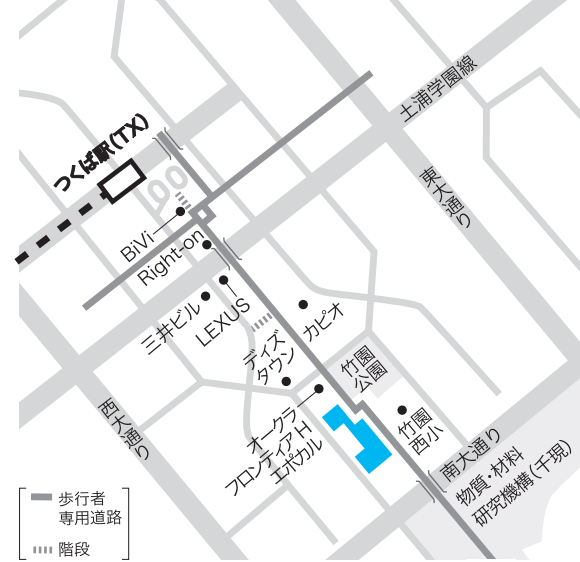 土浦学園線
つくば駅(TX)
東大通り
BiVi
Right-on
三井ビル
LEXUS
カピオ
デイズ
タウン
竹園
公園
西大通り
オークラ
フロンティアH
エポカル
竹園
西小
南大通り
物質・材料
研究機構(千現)
歩行者
専用道路
階段